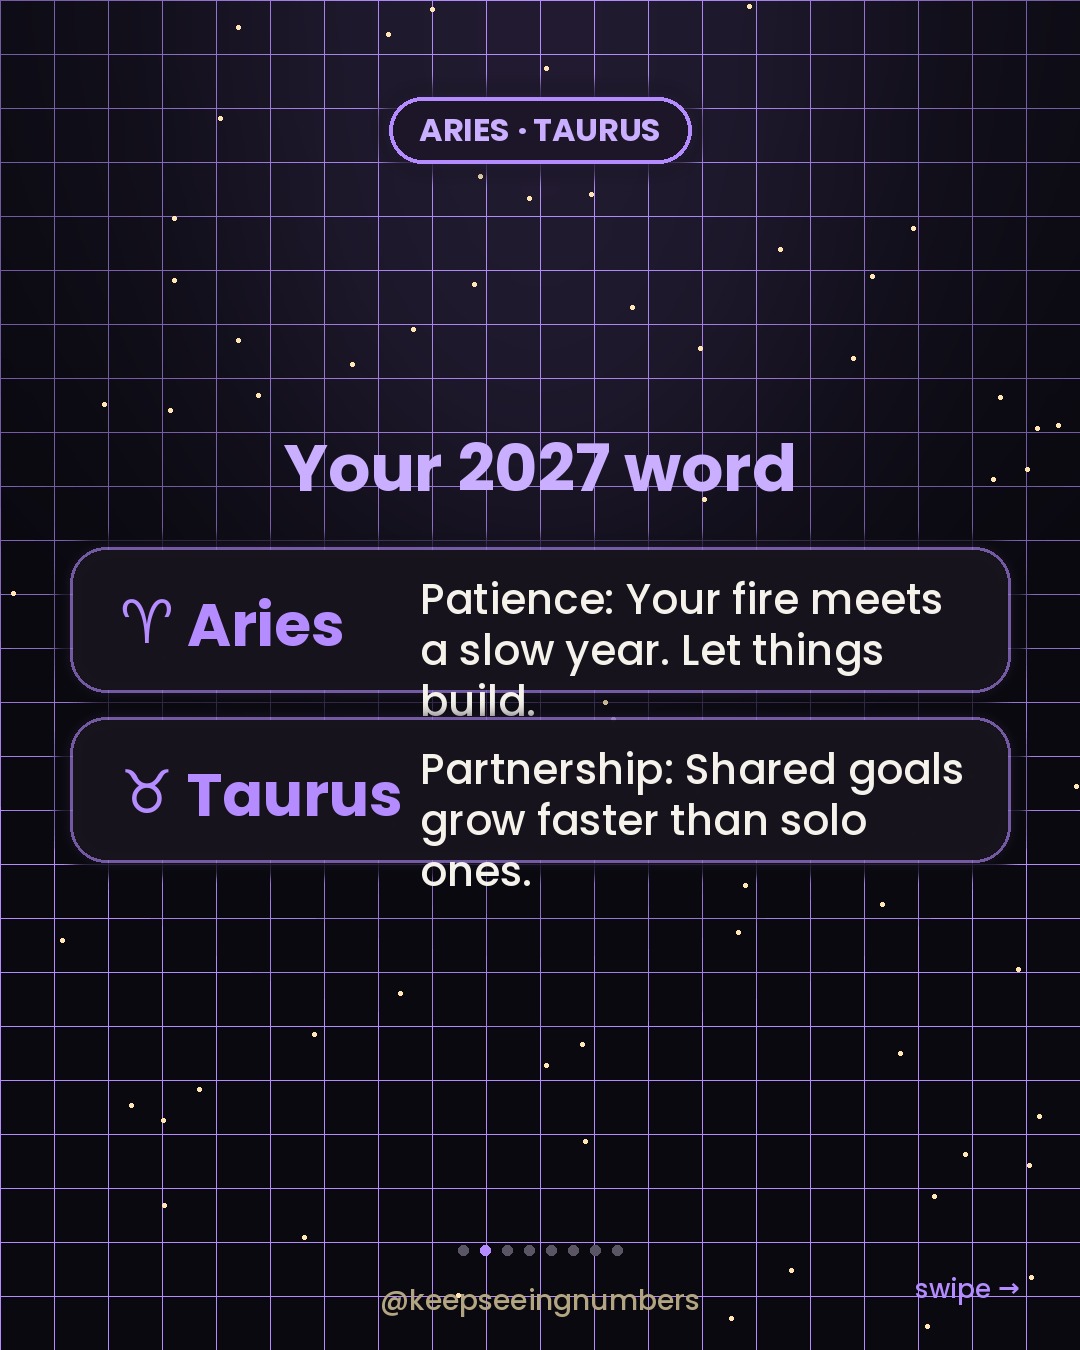 ARIES · TAURUS
Your 2027 word
♈ Aries
Patience: Your fire meets
a slow year. Let things
build.
♉ Taurus
Partnership: Shared goals
grow faster than solo
ones.
@keepseeingnumbers
swipe →